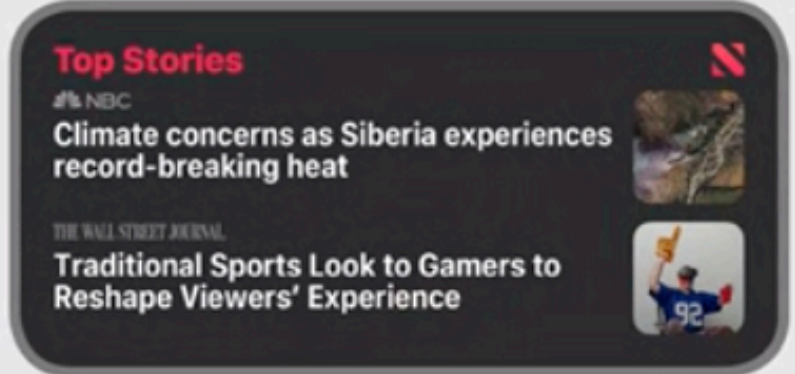 Top Stories
NBC
Climate concerns as Siberia experiences
record-breaking heat
THE WALL STREET JOURNAL
Traditional Sports Look to Gamers to
Reshape Viewers’ Experience
92